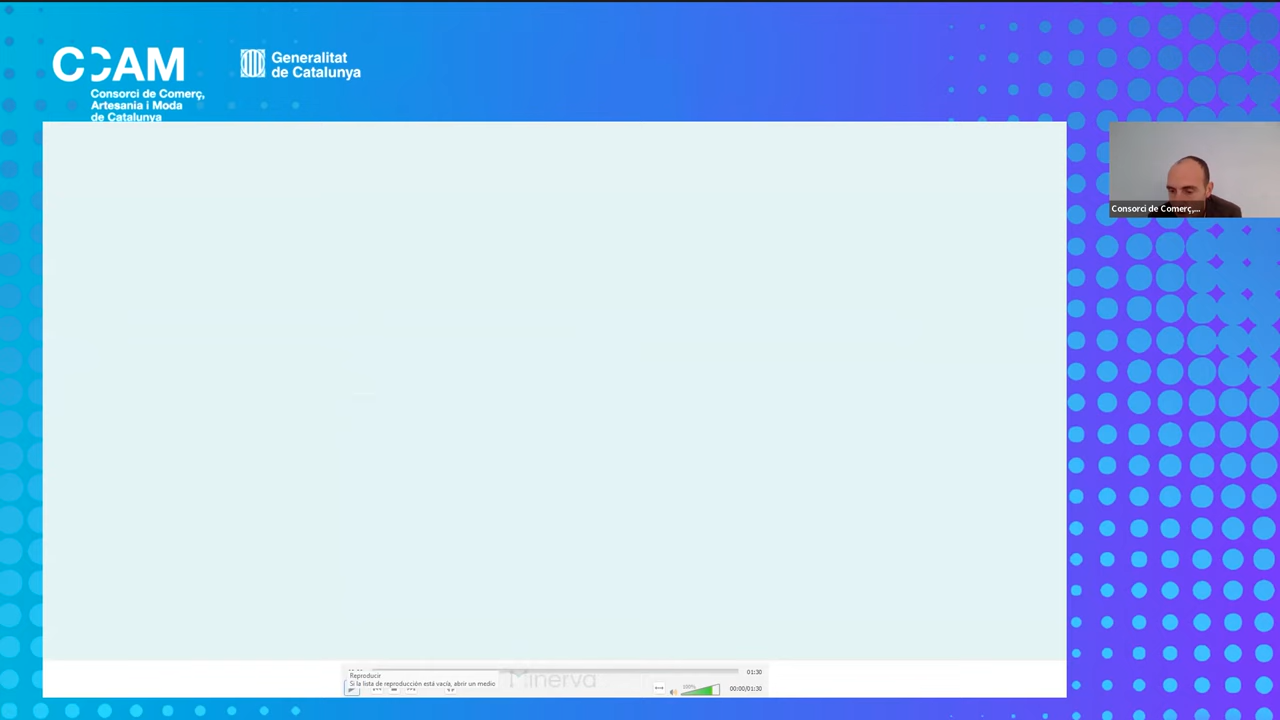 CCAM
Consorci de Comerç,
Artesania i Moda
de Catalunya
Generalitat
de Catalunya
Consorci de Comerç,...
01:30
Reproducir
Si la lista de reproducción está vacía, abrir un medio
Minerva
00:00/01:30